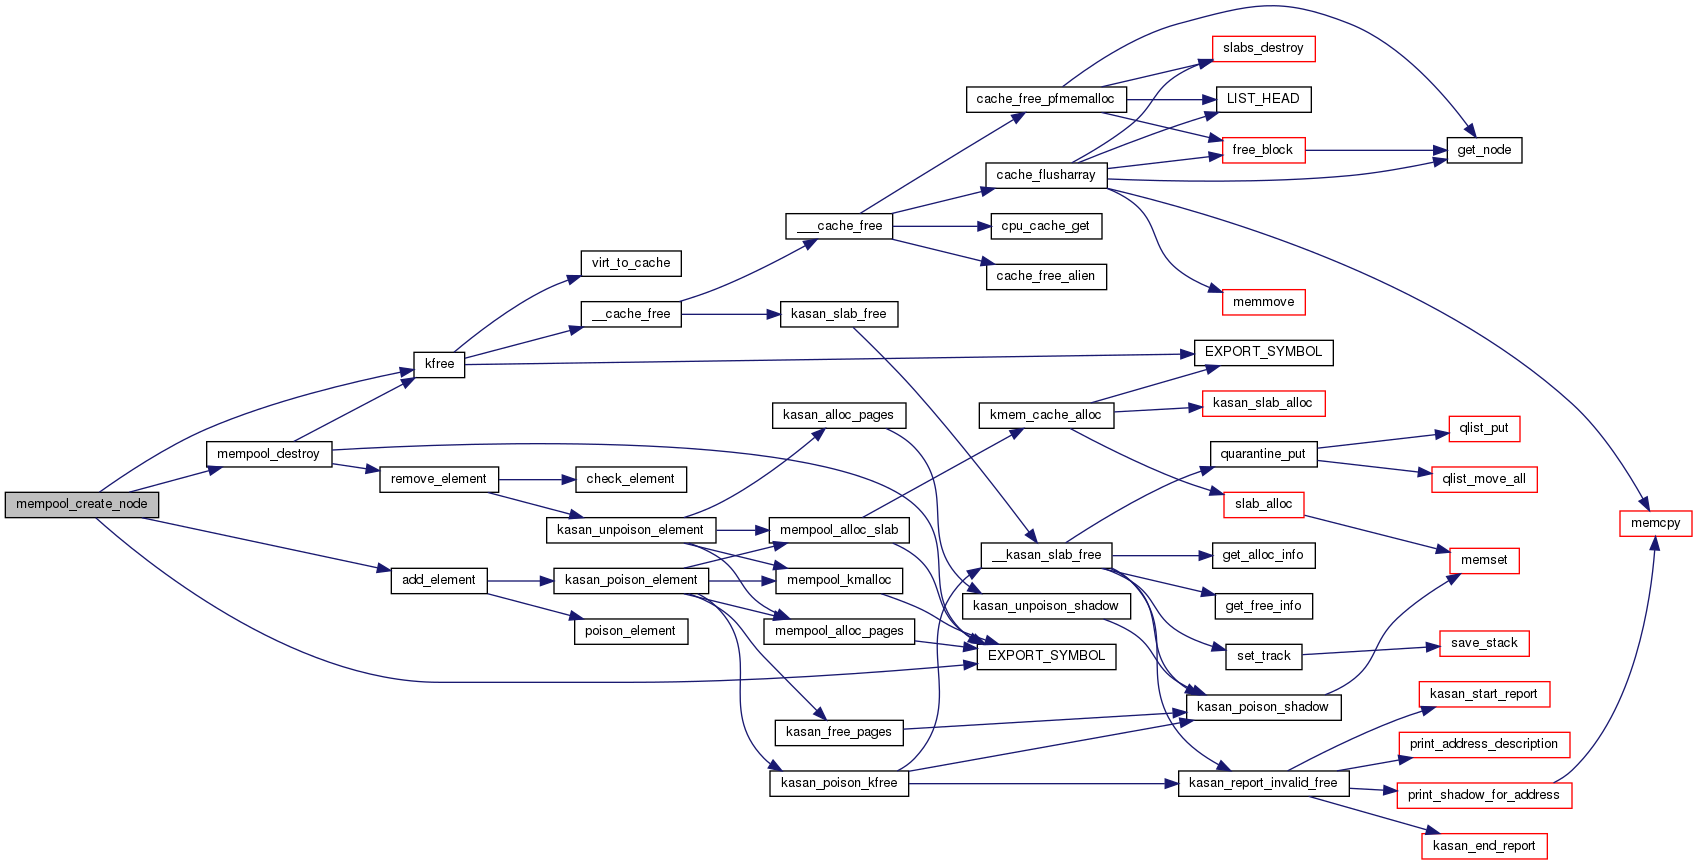 mempool_create_node
kfree
mempool_destroy
remove_element
add_element
virt_to_cache
__cache_free
check_element
kasan_unpoison_element
kasan_poison_element
poison_element
___cache_free
kasan_slab_free
kasan_alloc_pages
mempool_alloc_slab
mempool_kmalloc
mempool_alloc_pages
kasan_free_pages
kasan_poison_kfree
cache_free_pfmemalloc
cache_flusharray
cpu_cache_get
cache_free_alien
kmem_cache_alloc
__kasan_slab_free
kasan_unpoison_shadow
EXPORT_SYMBOL
slabs_destroy
LIST_HEAD
free_block
memmove
EXPORT_SYMBOL
kasan_slab_alloc
quarantine_put
slab_alloc
get_alloc_info
get_free_info
set_track
kasan_poison_shadow
kasan_report_invalid_free
get_node
qlist_put
qlist_move_all
memset
save_stack
kasan_start_report
print_address_description
print_shadow_for_address
kasan_end_report
memcpy